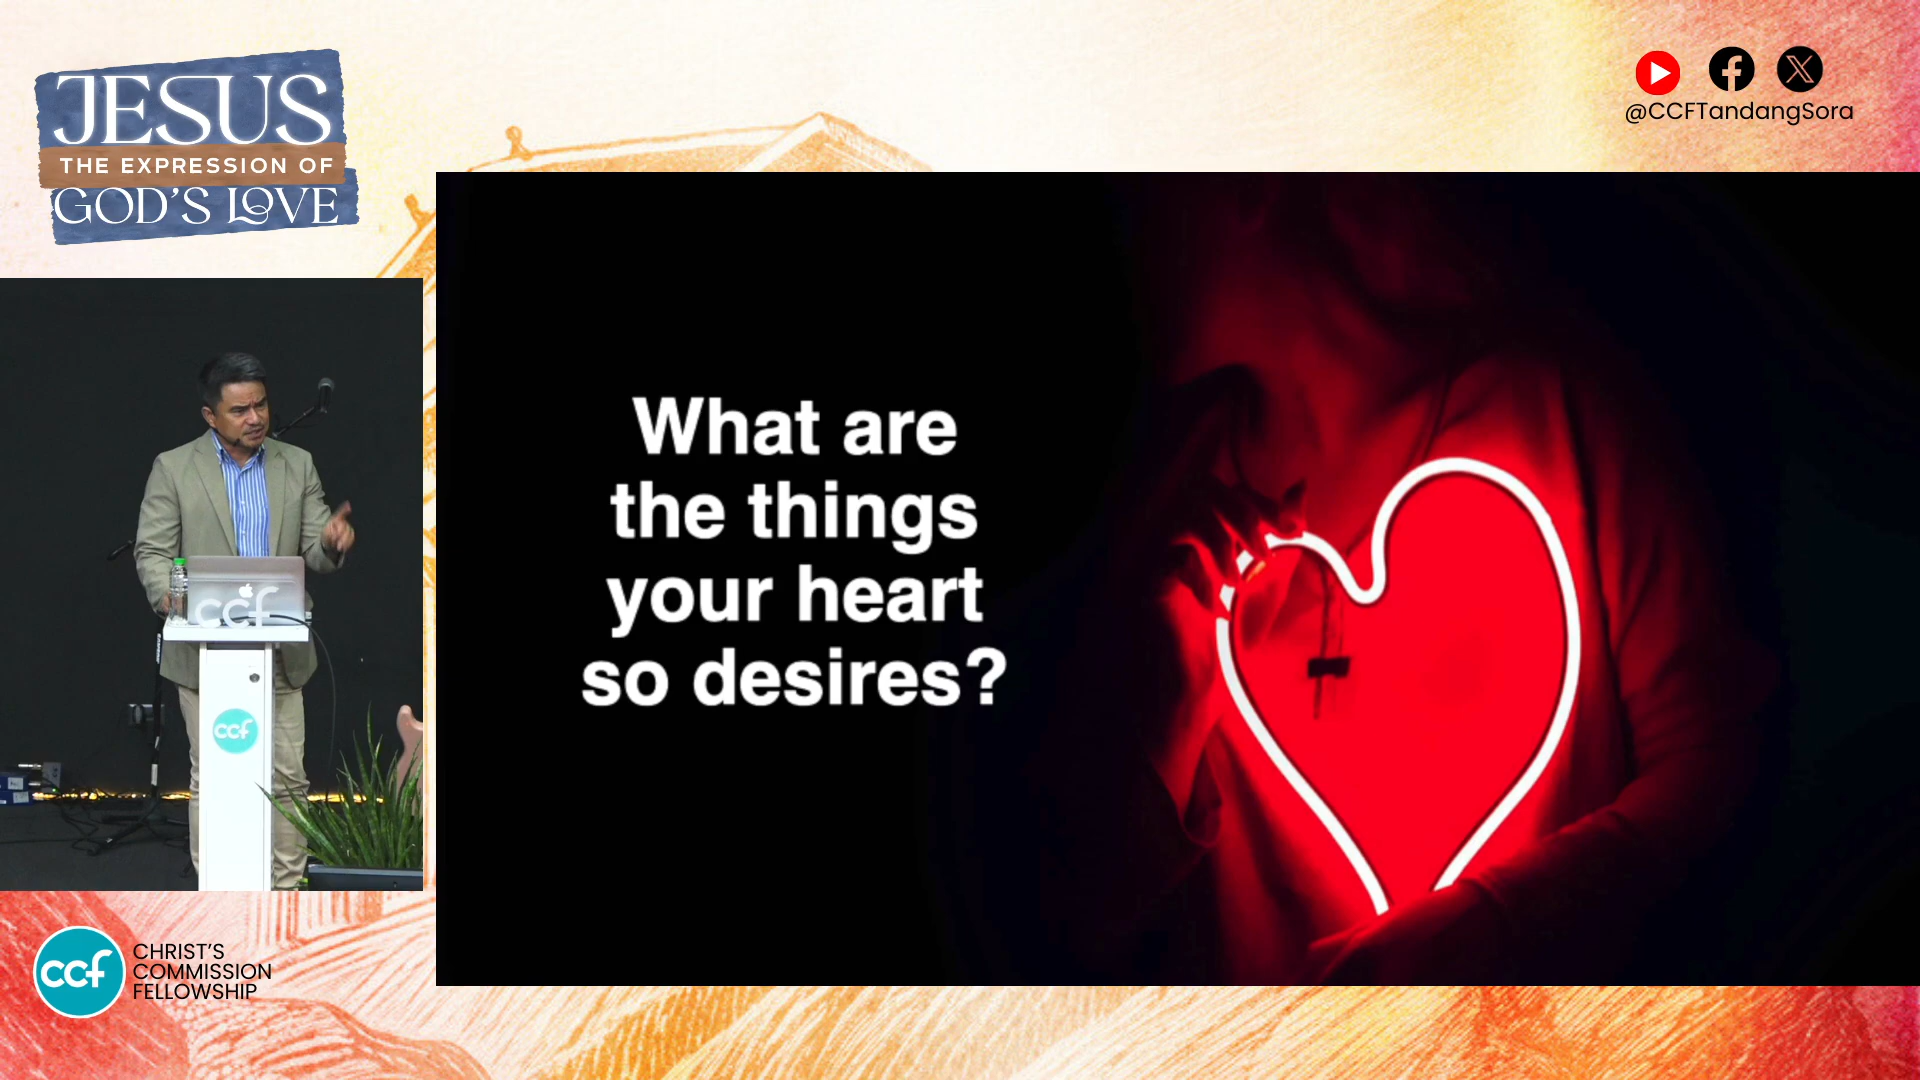 JESUS
THE EXPRESSION OF
GOD'S LOVE
@CCFTandangSora
What are
the things
your heart
so desires?
ccf
ccf
ccf
CHRIST'S
COMMISSION
FELLOWSHIP